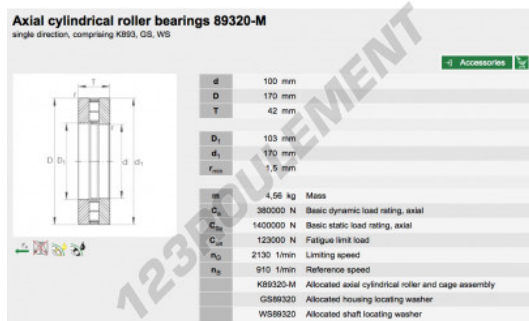 Axial cylindrical roller bearings 89320-M
single direction, comprising K893, GS, WS
Accessories
T
r
r
D D1 d d1
d 100 mm
D 170 mm
T 42 mm
D1 103 mm
d1 170 mm
rmin 1,5 mm
m 4,56 kg Mass
Ca 380000 N Basic dynamic load rating, axial
C0a 1400000 N Basic static load rating, axial
Cua 123000 N Fatigue limit load
nG 2130 1/min Limiting speed
nB 910 1/min Reference speed
K89320-M Allocated axial cylindrical roller and cage assembly
GS89320 Allocated housing locating washer
WS89320 Allocated shaft locating washer
123ROULEMENT